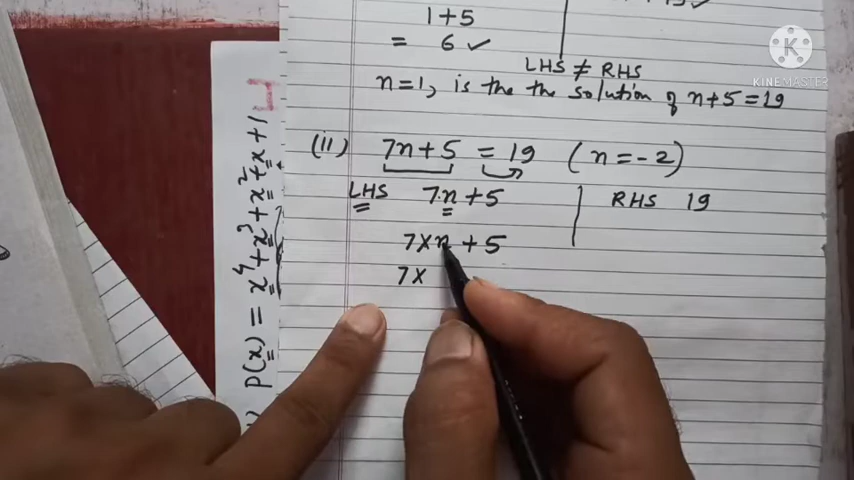 1+5
= 6 ✓
LHS ≠ RHS
n=1, is the the solution of n+5=19
KINEMASTER
(ii) 7n+5 = 19 (n=-2)
LHS 7n+5
RHS 19
7×n+5
7×
P(x) = x⁴+x³+x²+x+1